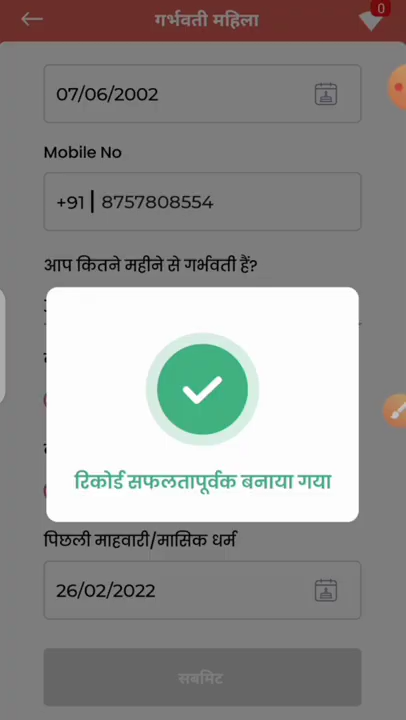 गर्भवती महिला
0
07/06/2002
Mobile No
+91 8757808554
आप कितने महीने से गर्भवती हैं?
रिकोर्ड सफलतापूर्वक बनाया गया
पिछली माहवारी/मासिक धर्म
26/02/2022
सबमिट